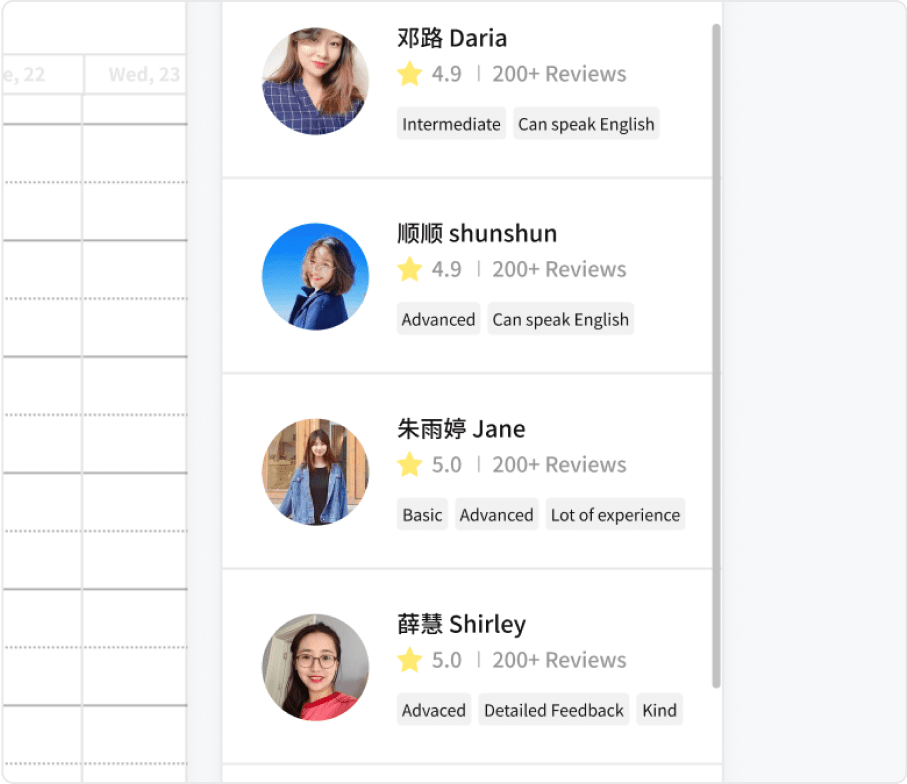 e, 22
Wed, 23
邓路 Daria
4.9 | 200+ Reviews
Intermediate
Can speak English
顺顺 shunshun
4.9 | 200+ Reviews
Advanced
Can speak English
朱雨婷 Jane
5.0 | 200+ Reviews
Basic
Advanced
Lot of experience
薛慧 Shirley
5.0 | 200+ Reviews
Advaced
Detailed Feedback
Kind